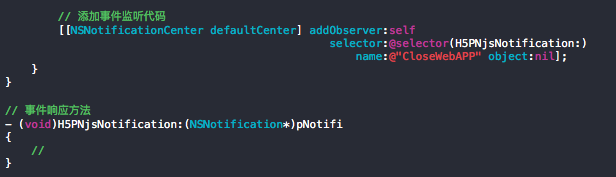 // 添加事件监听代码
[[NSNotificationCenter defaultCenter] addObserver:self
selector:@selector(H5PNjsNotification:)
name:@"CloseWebAPP" object:nil];
}
}
// 事件响应方法
- (void)H5PNjsNotification:(NSNotification*)pNotifi
{
//
}